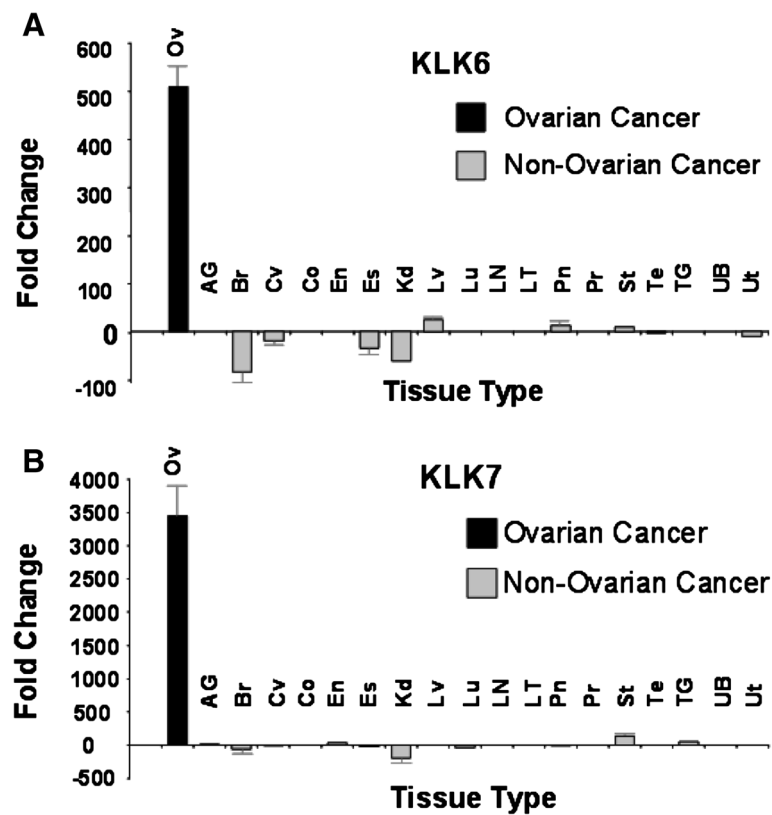 A
KLK6
Ovarian Cancer
Non-Ovarian Cancer
Fold Change
600
500
400
300
200
100
0
-100
Ov
AG
Br
Cv
Co
En
Es
Kd
Lv
Lu
LN
LT
Pn
Pr
St
Te
TG
UB
Ut
Tissue Type
B
KLK7
Ovarian Cancer
Non-Ovarian Cancer
Fold Change
4000
3500
3000
2500
2000
1500
1000
500
0
-500
Ov
AG
Br
Cv
Co
En
Es
Kd
Lv
Lu
LN
LT
Pn
Pr
St
Te
TG
UB
Ut
Tissue Type